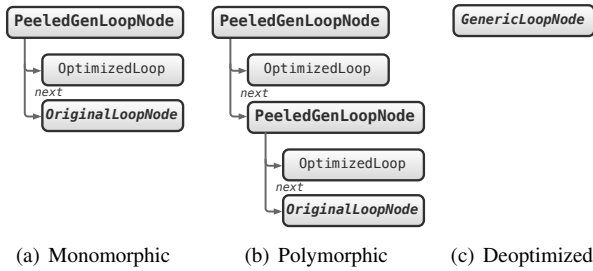 PeeledGenLoopNode
OptimizedLoop
next
OriginalLoopNode
(a) Monomorphic
PeeledGenLoopNode
OptimizedLoop
next
PeeledGenLoopNode
OptimizedLoop
next
OriginalLoopNode
(b) Polymorphic
GenericLoopNode
(c) Deoptimized